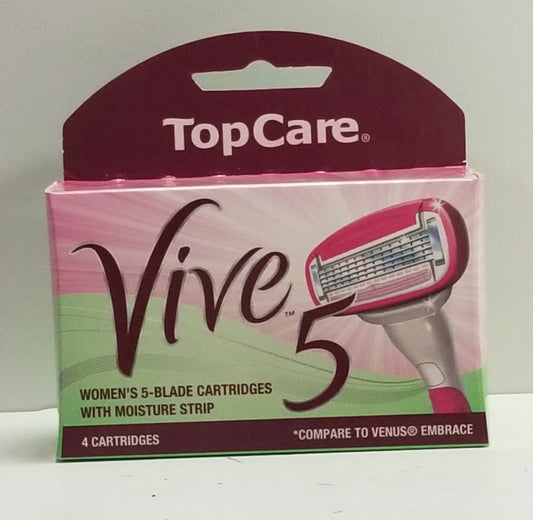 TopCare®
Vive™ 5
WOMEN'S 5-BLADE CARTRIDGES
WITH MOISTURE STRIP
4 CARTRIDGES
*COMPARE TO VENUS® EMBRACE